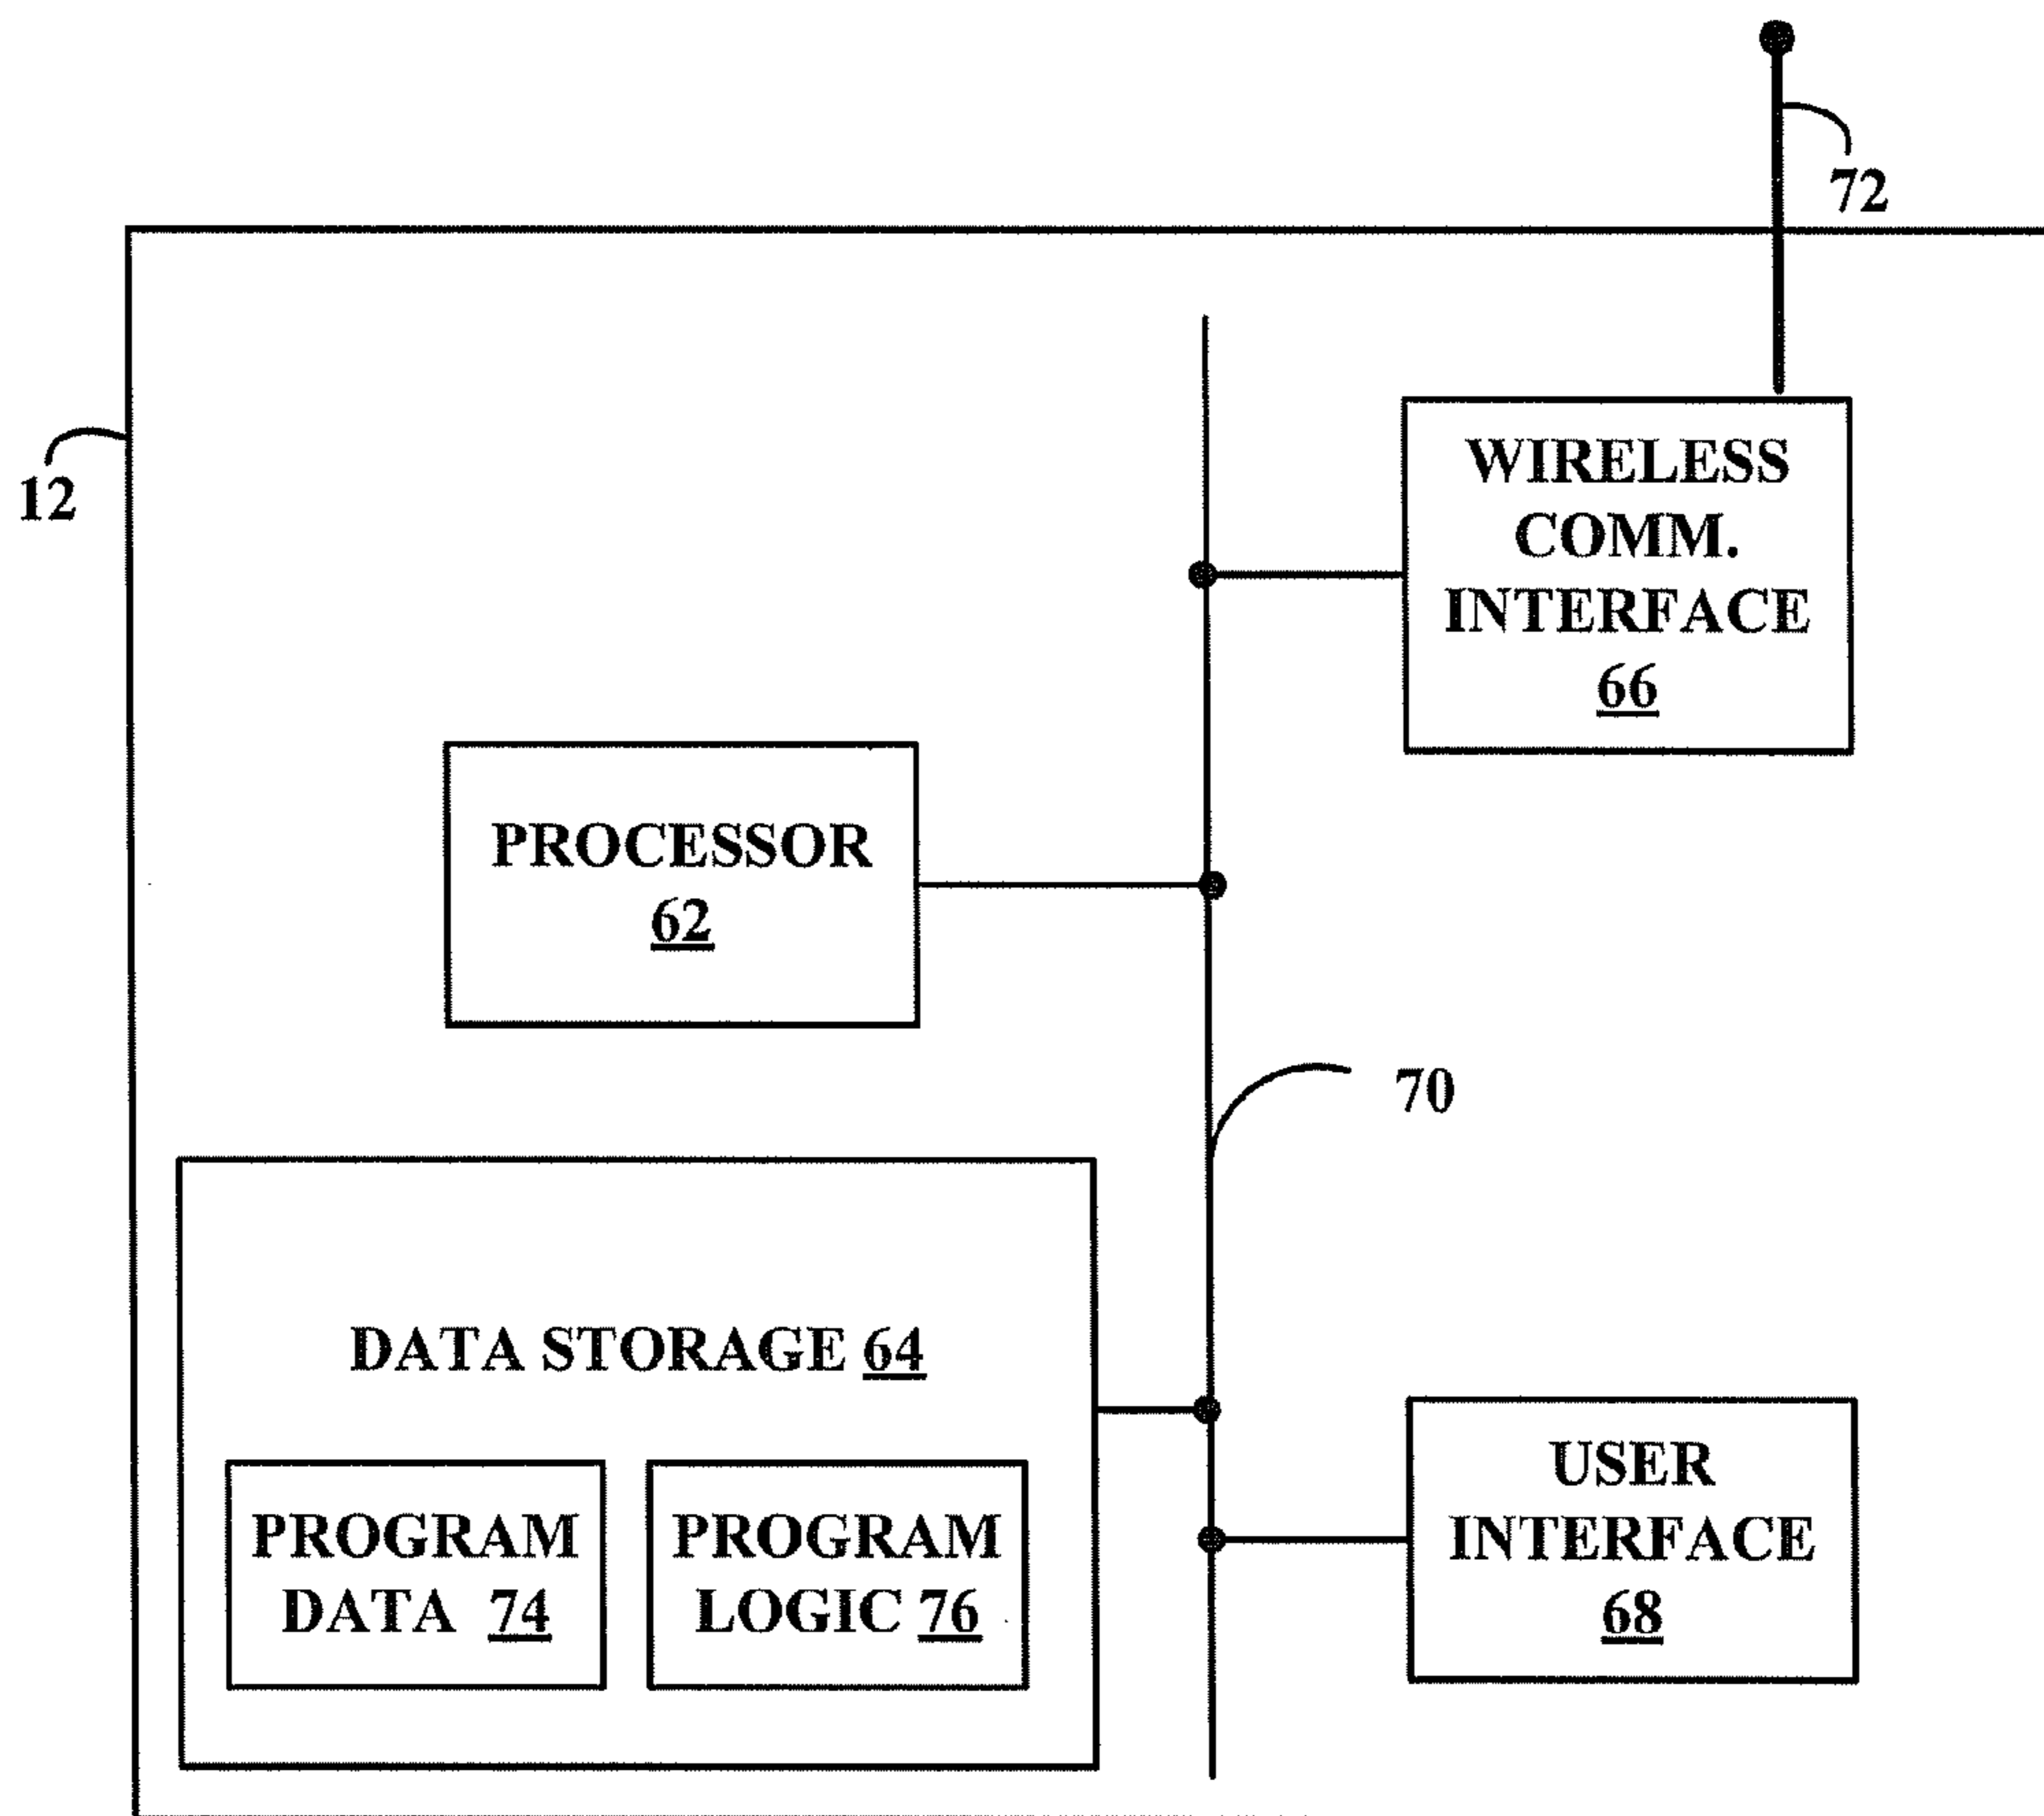 72
12
WIRELESS
COMM.
INTERFACE
66
PROCESSOR
62
70
DATA STORAGE 64
PROGRAM
DATA 74
PROGRAM
LOGIC 76
USER
INTERFACE
68